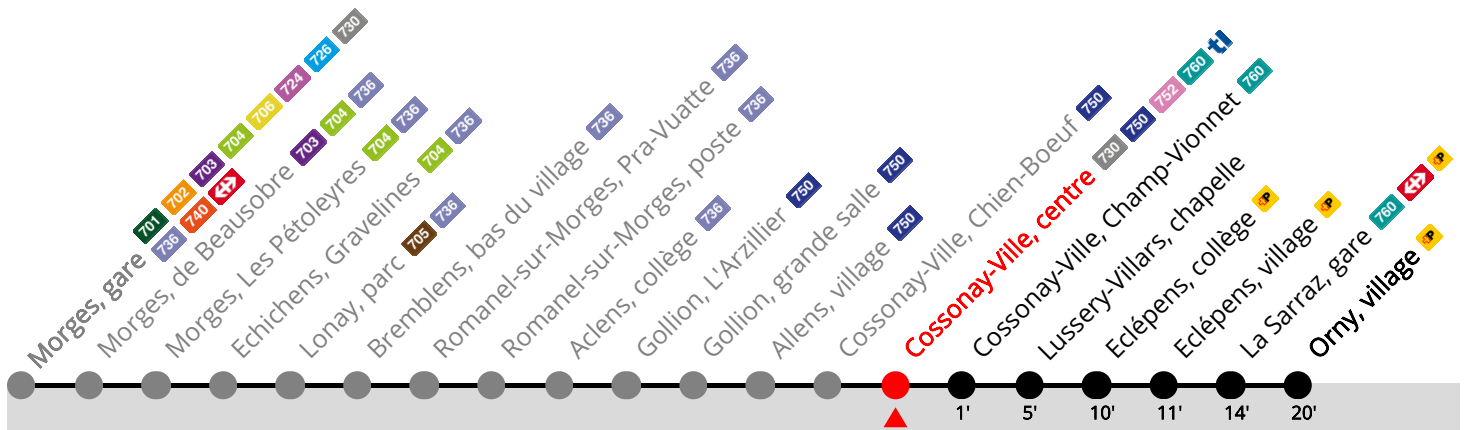 Morges, gare 701 702 703 704 706 724 726 730
736 740
Morges, de Beausobre 703 704 736
Morges, Les Pétoleyres 704 736
Echichens, Gravelines 704 736
Lonay, parc 705 736
Bremblens, bas du village 736
Romanel-sur-Morges, Pra-Vuatte 736
Romanel-sur-Morges, poste 736
Aclens, collège 736
Gollion, L'Arzillier 750
Gollion, grande salle 750
Allens, village 750
Cossonay-Ville, Chien-Boeuf 750
Cossonay-Ville, centre 730 750 752 760 tl
Cossonay-Ville, Champ-Vionnet 760
Lussery-Villars, chapelle
Eclépens, collège P
Eclépens, village P
La Sarraz, gare 760 P
Orny, village P
1' 5' 10' 11' 14' 20'